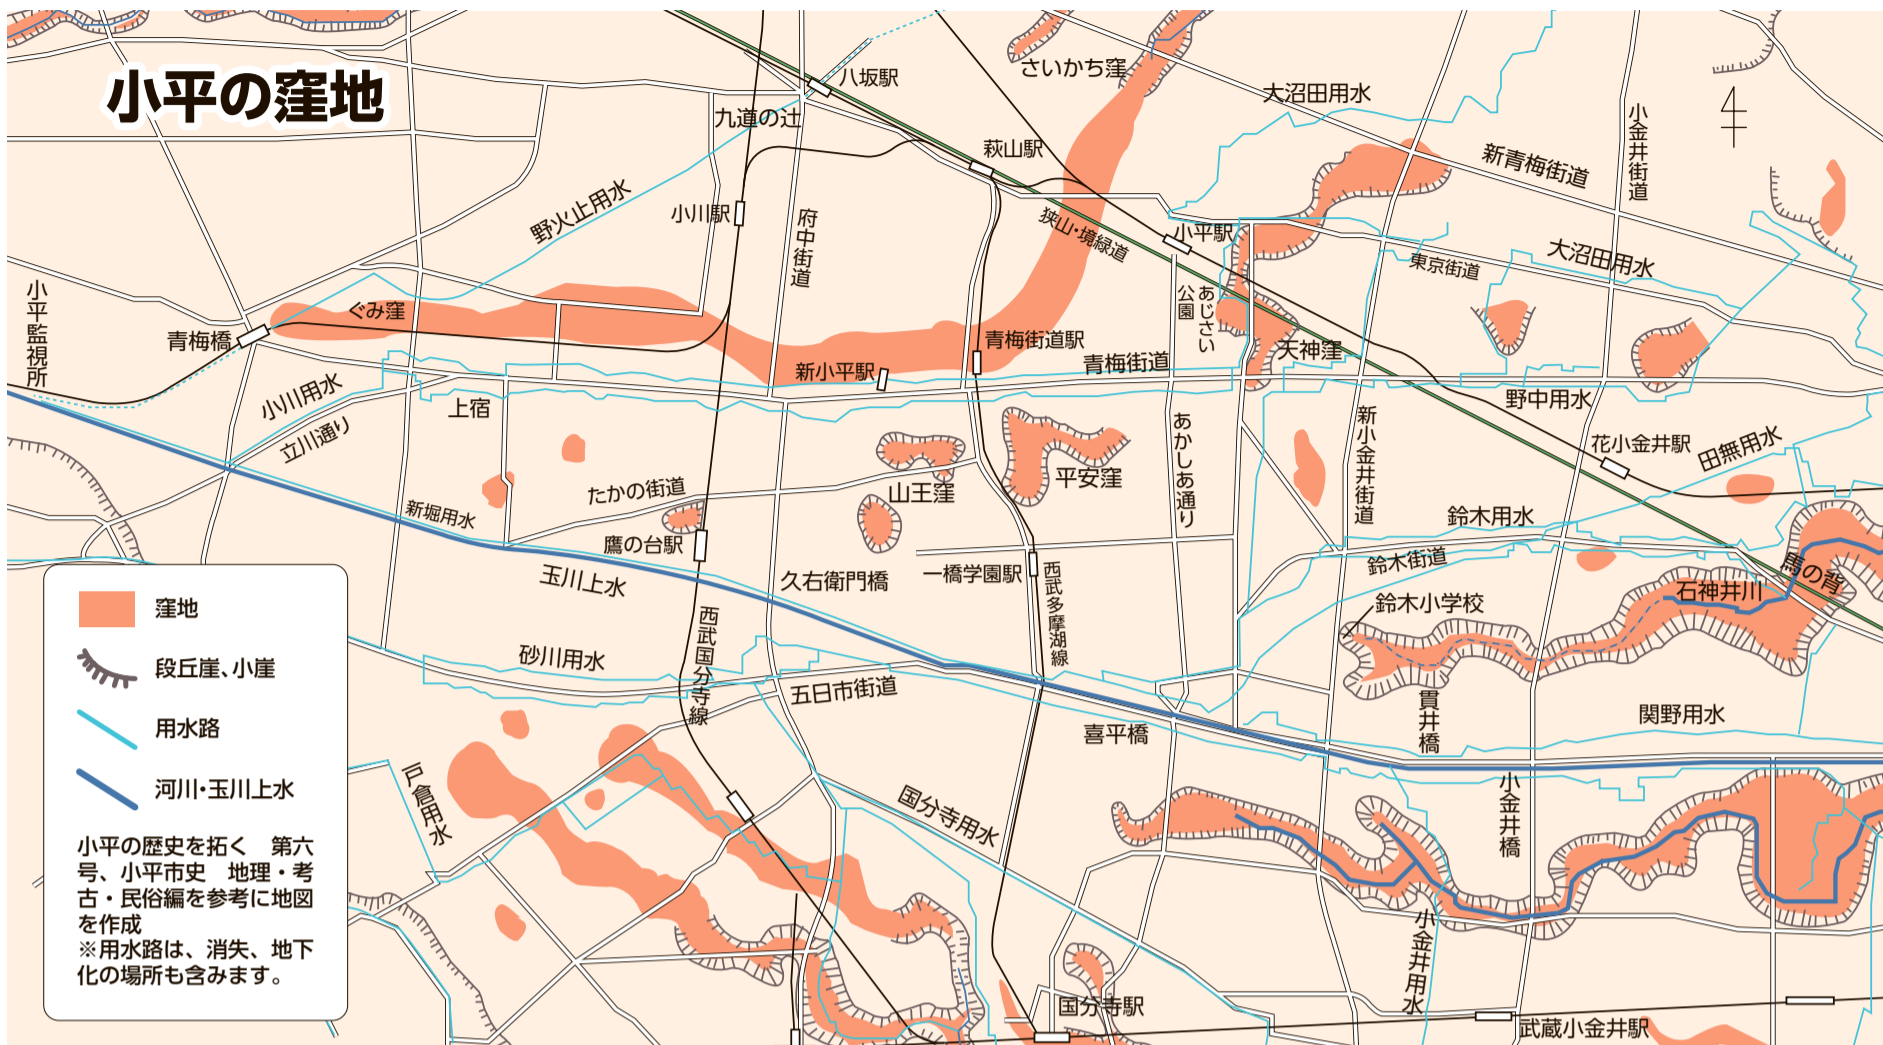 小平の窪地
八坂駅
さいかち窪
大沼田用水
九道の辻
小金井街道
萩山駅
新青梅街道
野火止用水
小川駅
府中街道
狭山・境緑道
小平駅
東京街道
大沼田用水
小平監視所
青梅橋
ぐみ窪
あじさい
公園
青梅街道駅
天神窪
新小平駅
青梅街道
小川用水
上宿
立川通り
野中用水
あかしあ通り
新小金井街道
花小金井駅
田無用水
たかの街道
山王窪
平安窪
新堀用水
鈴木用水
鷹の台駅
鈴木街道
馬の背
玉川上水
久右衛門橋
一橋学園駅
西武多摩湖線
石神井川
鈴木小学校
西武国分寺線
砂川用水
五日市街道
貫井橋
関野用水
喜平橋
戸倉用水
国分寺用水
小金井橋
小金井用水
国分寺駅
武蔵小金井駅
窪地
段丘崖、小崖
用水路
河川・玉川上水
小平の歴史を拓く　第六
号、小平市史　地理・考
古・民俗編を参考に地図
を作成
※用水路は、消失、地下
化の場所も含みます。